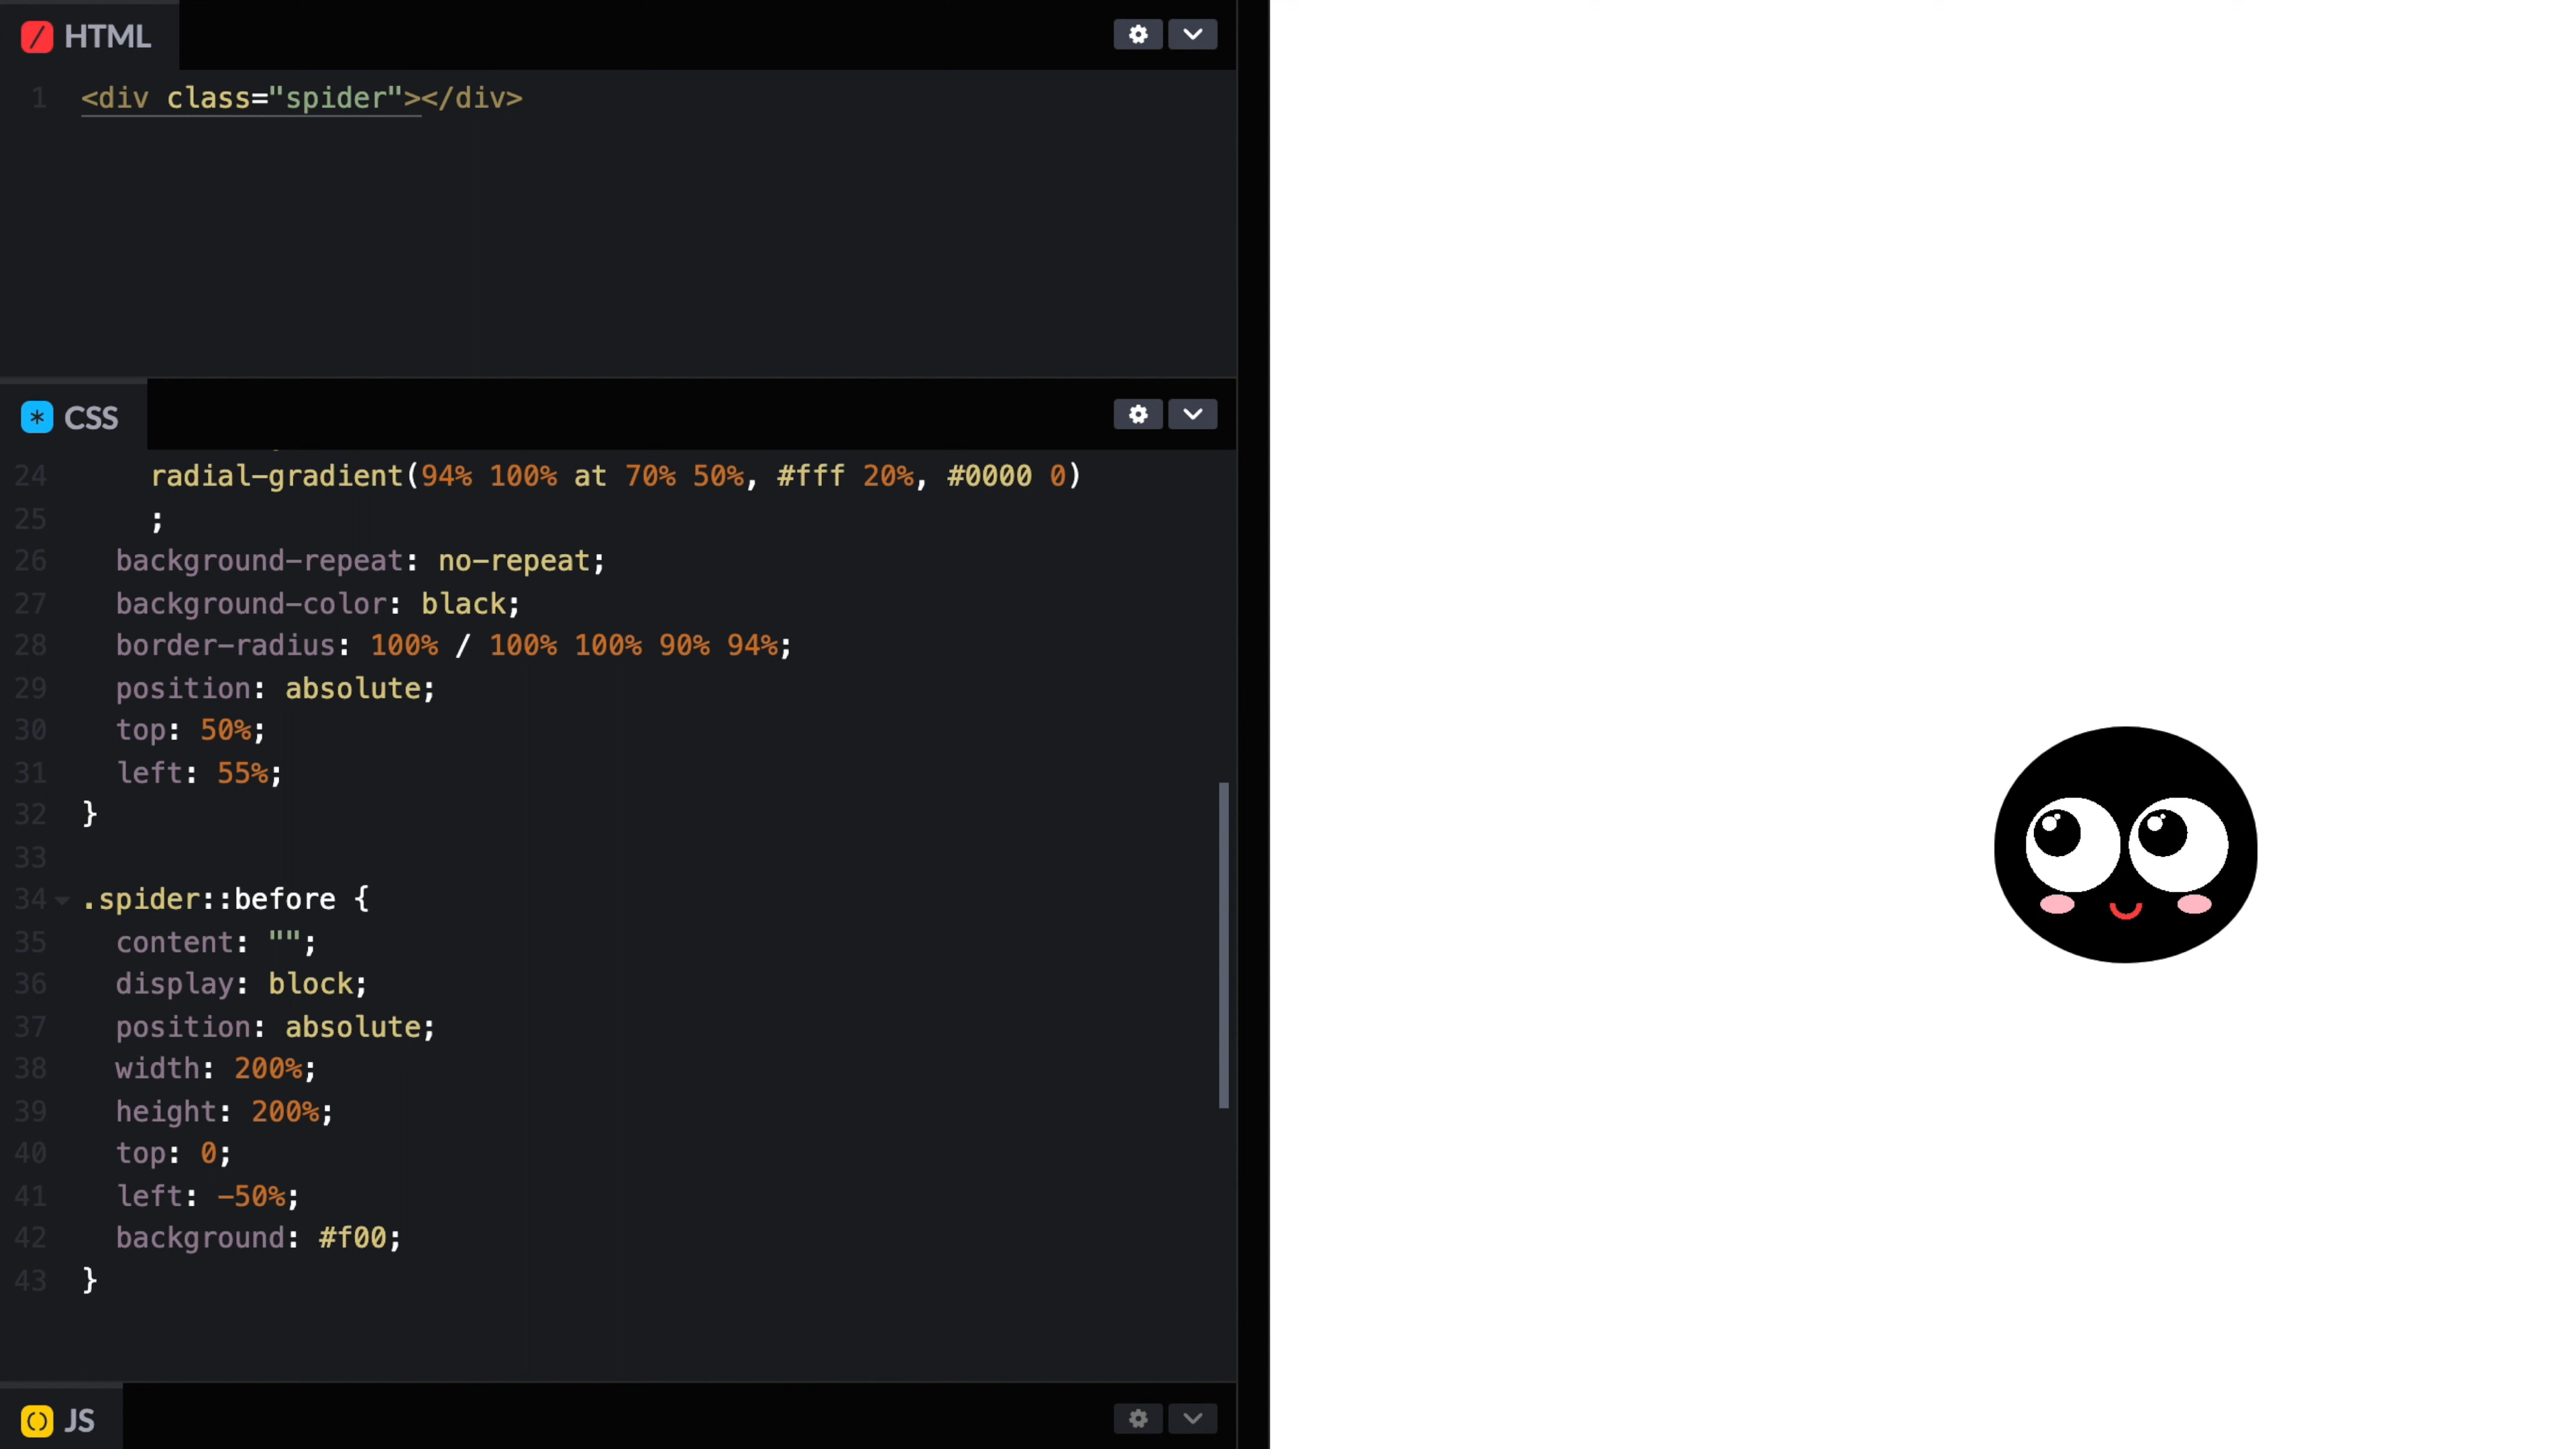 HTML
1 <div class="spider"></div>
CSS
24 radial-gradient(94% 100% at 70% 50%, #fff 20%, #0000 0)
25 ;
26 background-repeat: no-repeat;
27 background-color: black;
28 border-radius: 100% / 100% 100% 90% 94%;
29 position: absolute;
30 top: 50%;
31 left: 55%;
32 }
33
34 .spider::before {
35 content: "";
36 display: block;
37 position: absolute;
38 width: 200%;
39 height: 200%;
40 top: 0;
41 left: -50%;
42 background: #f00;
43 }
JS